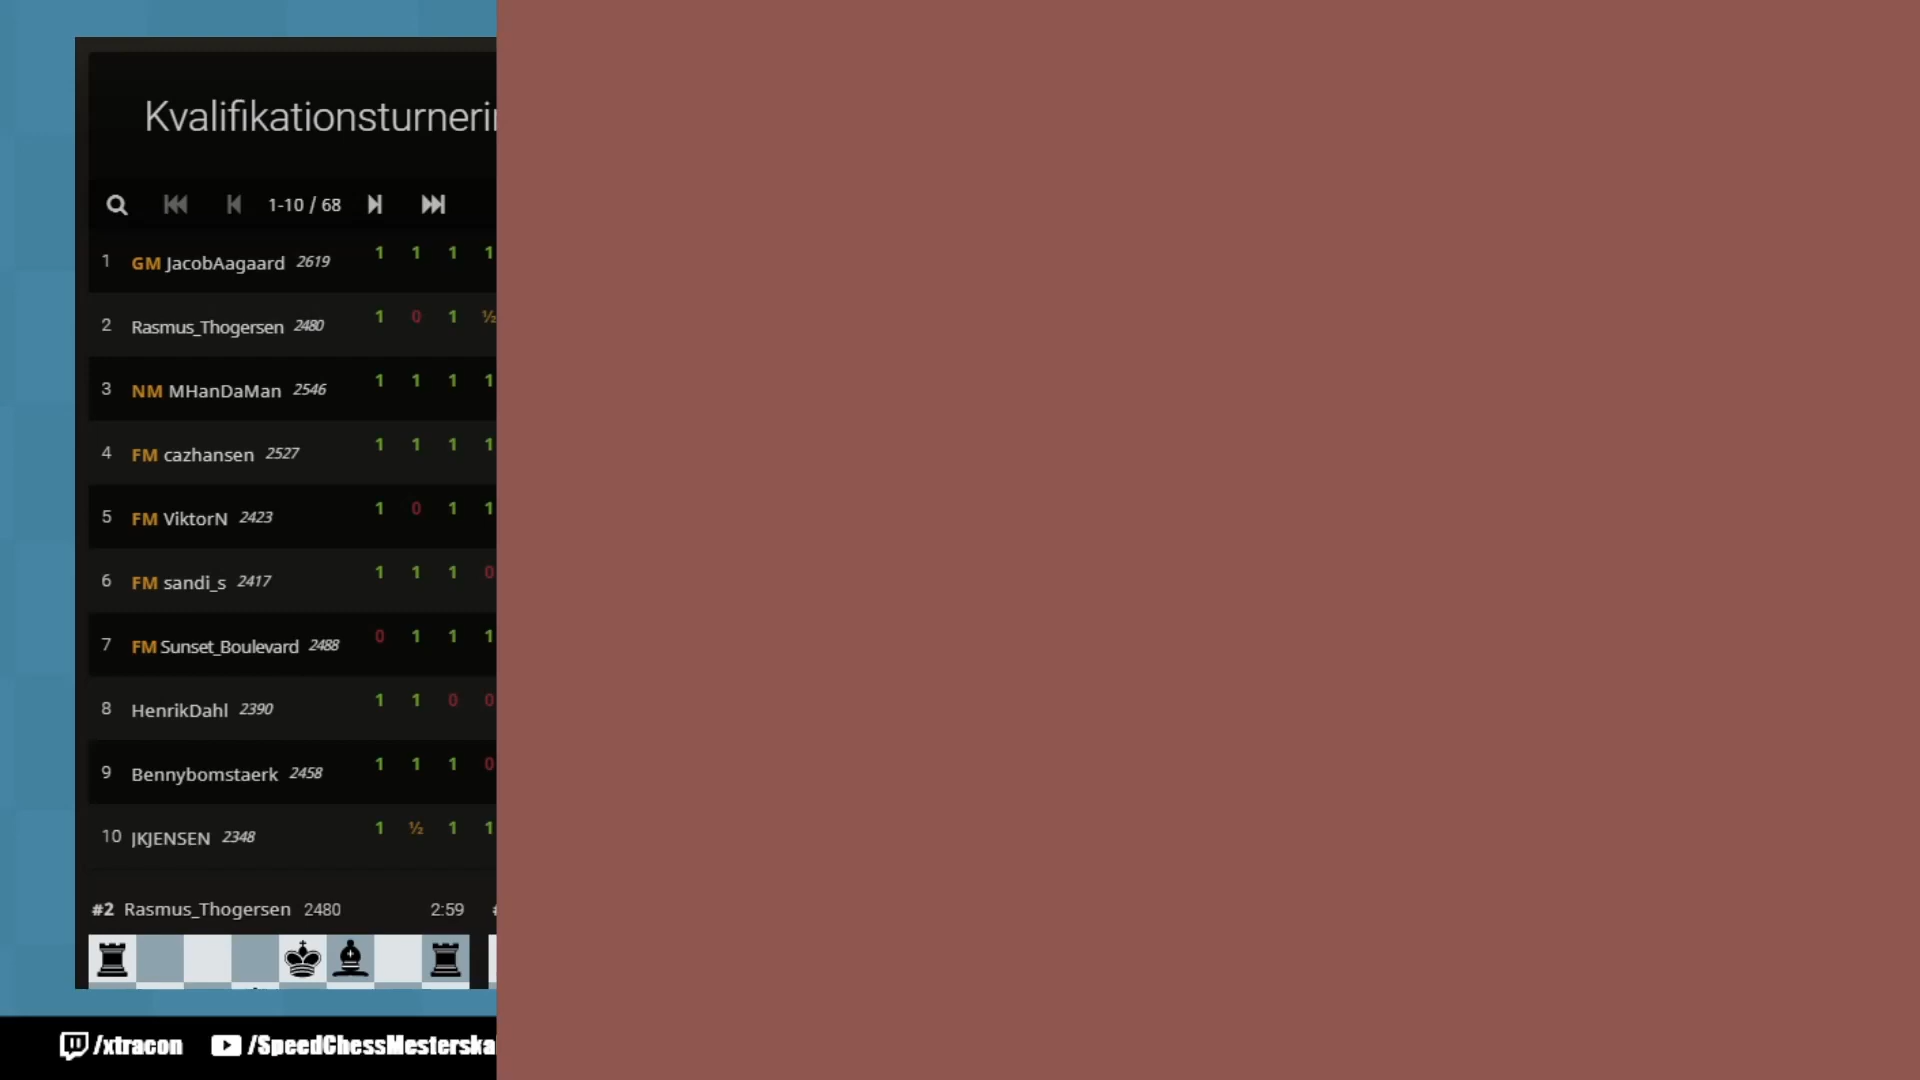 Kvalifikationsturnerin
1-10 / 68
1 GM JacobAagaard 2619 1 1 1 1
2 Rasmus_Thogersen 2480 1 0 1 ½
3 NM MHanDaMan 2546 1 1 1 1
4 FM cazhansen 2527 1 1 1 1
5 FM ViktorN 2423 1 0 1 1
6 FM sandi_s 2417 1 1 1 0
7 FM Sunset_Boulevard 2488 0 1 1 1
8 HenrikDahl 2390 1 1 0 0
9 Bennybomstaerk 2458 1 1 1 0
10 JKJENSEN 2348 1 ½ 1 1
#2 Rasmus_Thogersen 2480 2:59
/xtracon /SpeedChessMesterska